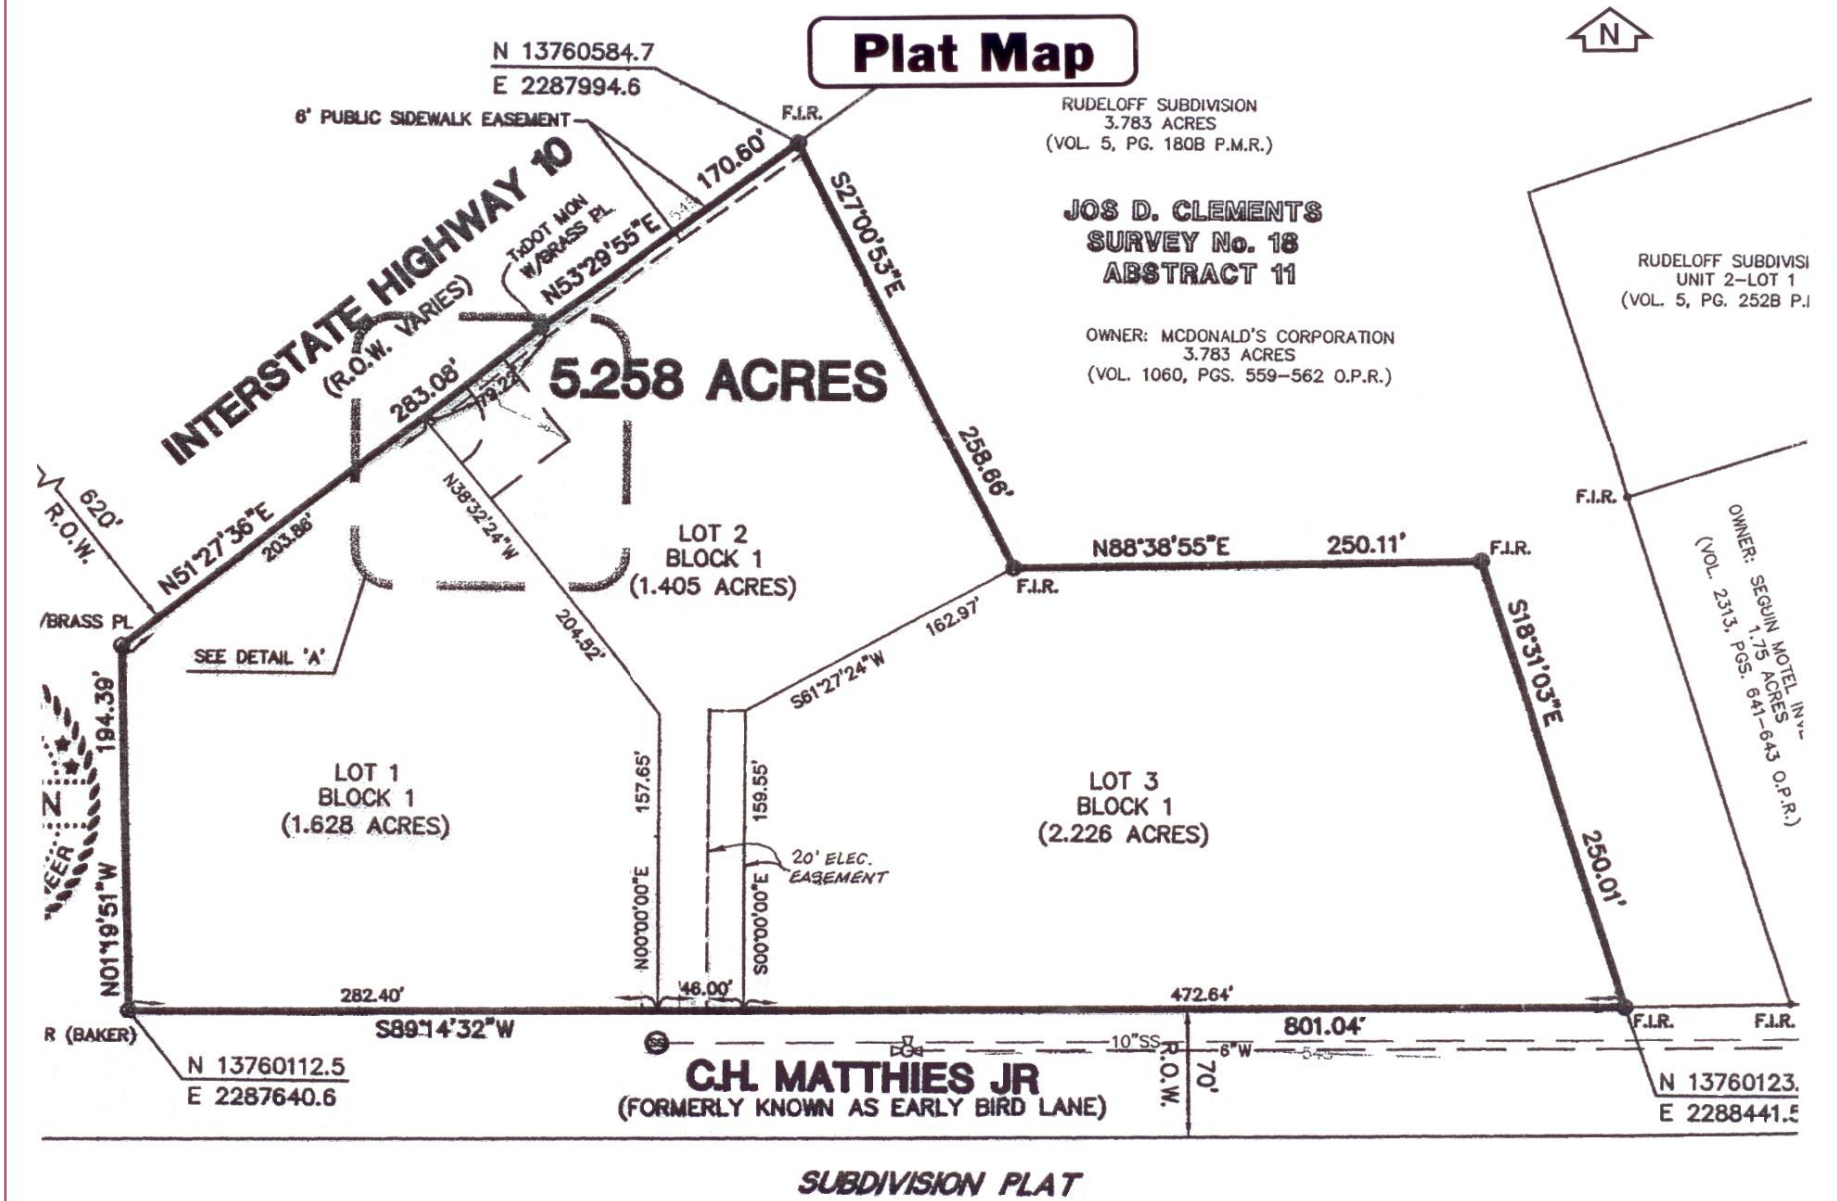 Plat Map
N
N 13760584.7
E 2287994.6
6' PUBLIC SIDEWALK EASEMENT
F.I.R.
170.60'
INTERSTATE HIGHWAY 10
(R.O.W. VARIES)
TxDOT MON
W/BRASS PL
N53°29'55"E
283.08'
79.22'
S27°00'53"E
258.66'
RUDELOFF SUBDIVISION
3.783 ACRES
(VOL. 5, PG. 180B P.M.R.)
JOS D. CLEMENTS
SURVEY No. 18
ABSTRACT 11
OWNER: MCDONALD'S CORPORATION
3.783 ACRES
(VOL. 1060, PGS. 559-562 O.P.R.)
RUDELOFF SUBDIVISI
UNIT 2-LOT 1
(VOL. 5, PG. 252B P.
5.258 ACRES
620'
R.O.W.
N51°27'36"E
203.86'
N38°32'24"W
204.52'
LOT 2
BLOCK 1
(1.405 ACRES)
N88°38'55"E
250.11'
F.I.R.
F.I.R.
F.I.R.
OWNER: SEGUIN MOTEL INV
1.75 ACRES
(VOL. 2313, PGS. 641-643 O.P.R.)
/BRASS PL
SEE DETAIL 'A'
162.97'
S61°27'24"W
S18°31'03"E
250.01'
194.39'
N01°19'51"W
N
EER
LOT 1
BLOCK 1
(1.628 ACRES)
157.65'
N00°00'00"E
159.55'
S00°00'00"E
20' ELEC.
EASEMENT
LOT 3
BLOCK 1
(2.226 ACRES)
282.40'
46.00'
472.64'
R (BAKER)
S89°14'32"W
801.04'
F.I.R.
F.I.R.
SS
10"SS
6"W
R.O.W.
70'
N 13760112.5
E 2287640.6
C.H. MATTHIES JR
(FORMERLY KNOWN AS EARLY BIRD LANE)
N 13760123.
E 2288441.5
SUBDIVISION PLAT